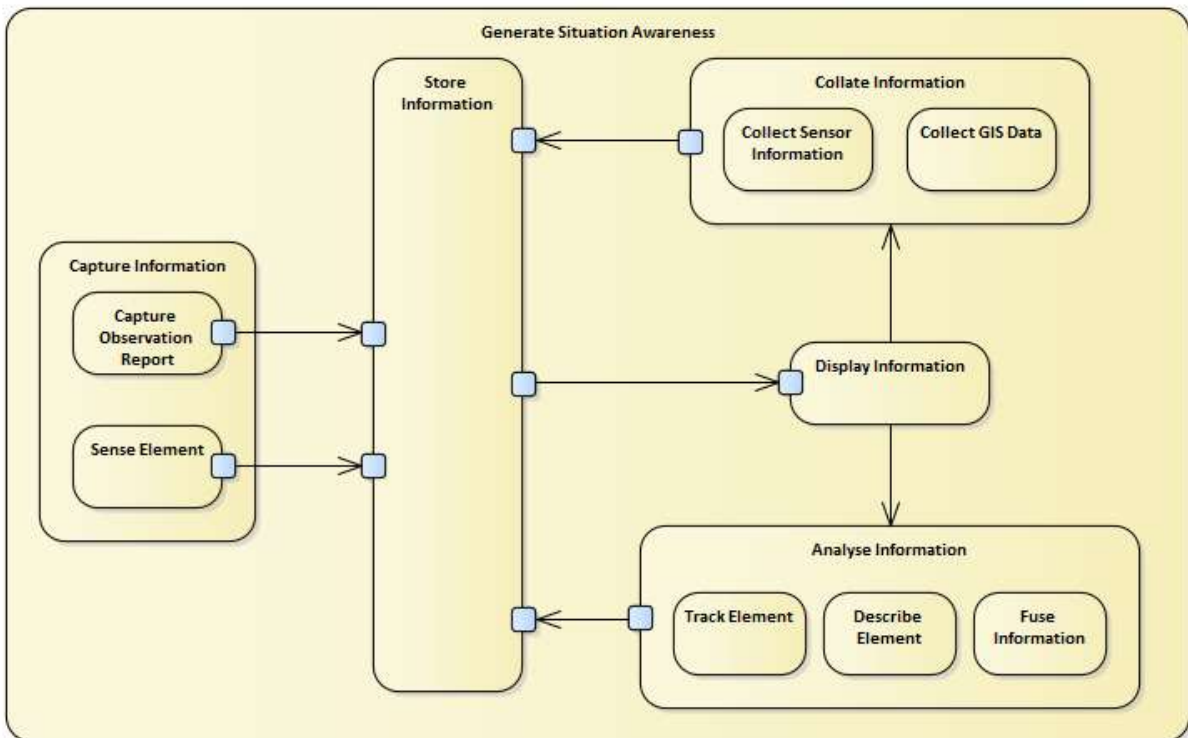 Generate Situation Awareness
Store
Information
Collate Information
Collect Sensor
Information
Collect GIS Data
Capture Information
Capture
Observation
Report
Sense Element
Display Information
Analyse Information
Track Element
Describe
Element
Fuse
Information